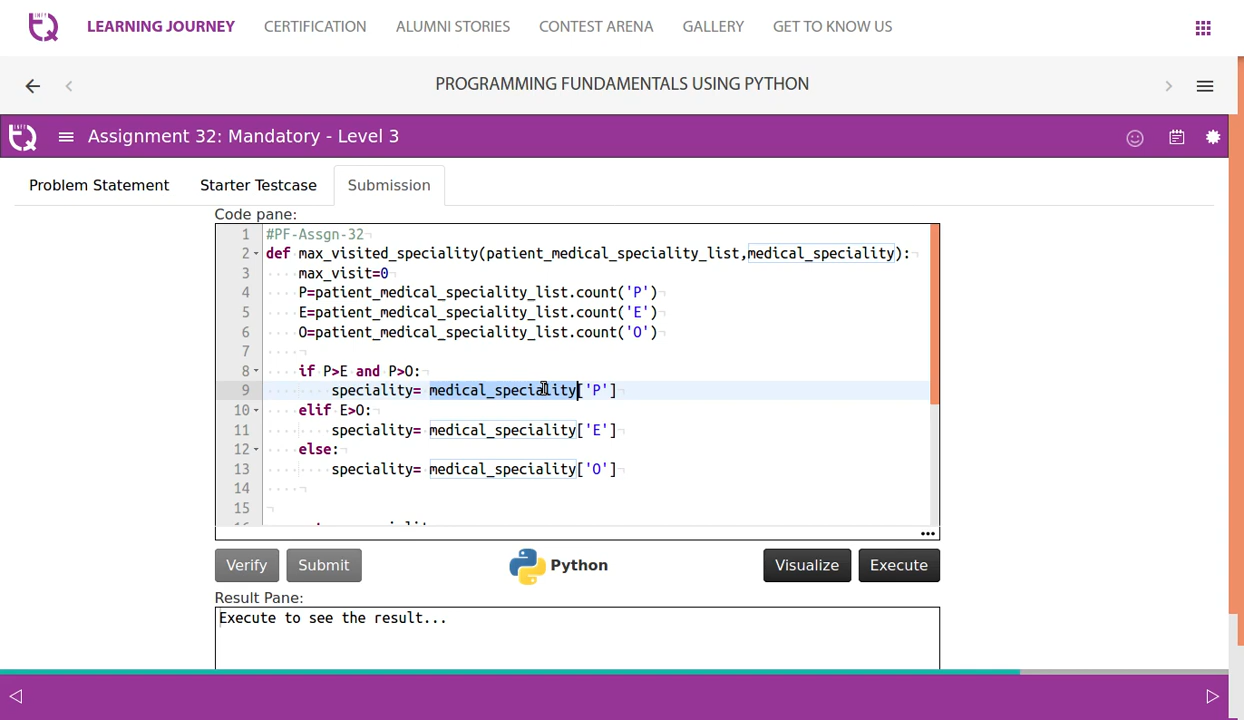 LEARNING JOURNEY CERTIFICATION ALUMNI STORIES CONTEST ARENA GALLERY GET TO KNOW US
PROGRAMMING FUNDAMENTALS USING PYTHON
Assignment 32: Mandatory - Level 3
Problem Statement Starter Testcase Submission
Code pane:
1 #PF-Assgn-32
2 def max_visited_speciality(patient_medical_speciality_list,medical_speciality):
3 max_visit=0
4 P=patient_medical_speciality_list.count('P')
5 E=patient_medical_speciality_list.count('E')
6 O=patient_medical_speciality_list.count('O')
7
8 if P>E and P>O:
9 speciality= medical_speciality['P']
10 elif E>O:
11 speciality= medical_speciality['E']
12 else:
13 speciality= medical_speciality['O']
14
15
Verify Submit Python Visualize Execute
Result Pane:
Execute to see the result...